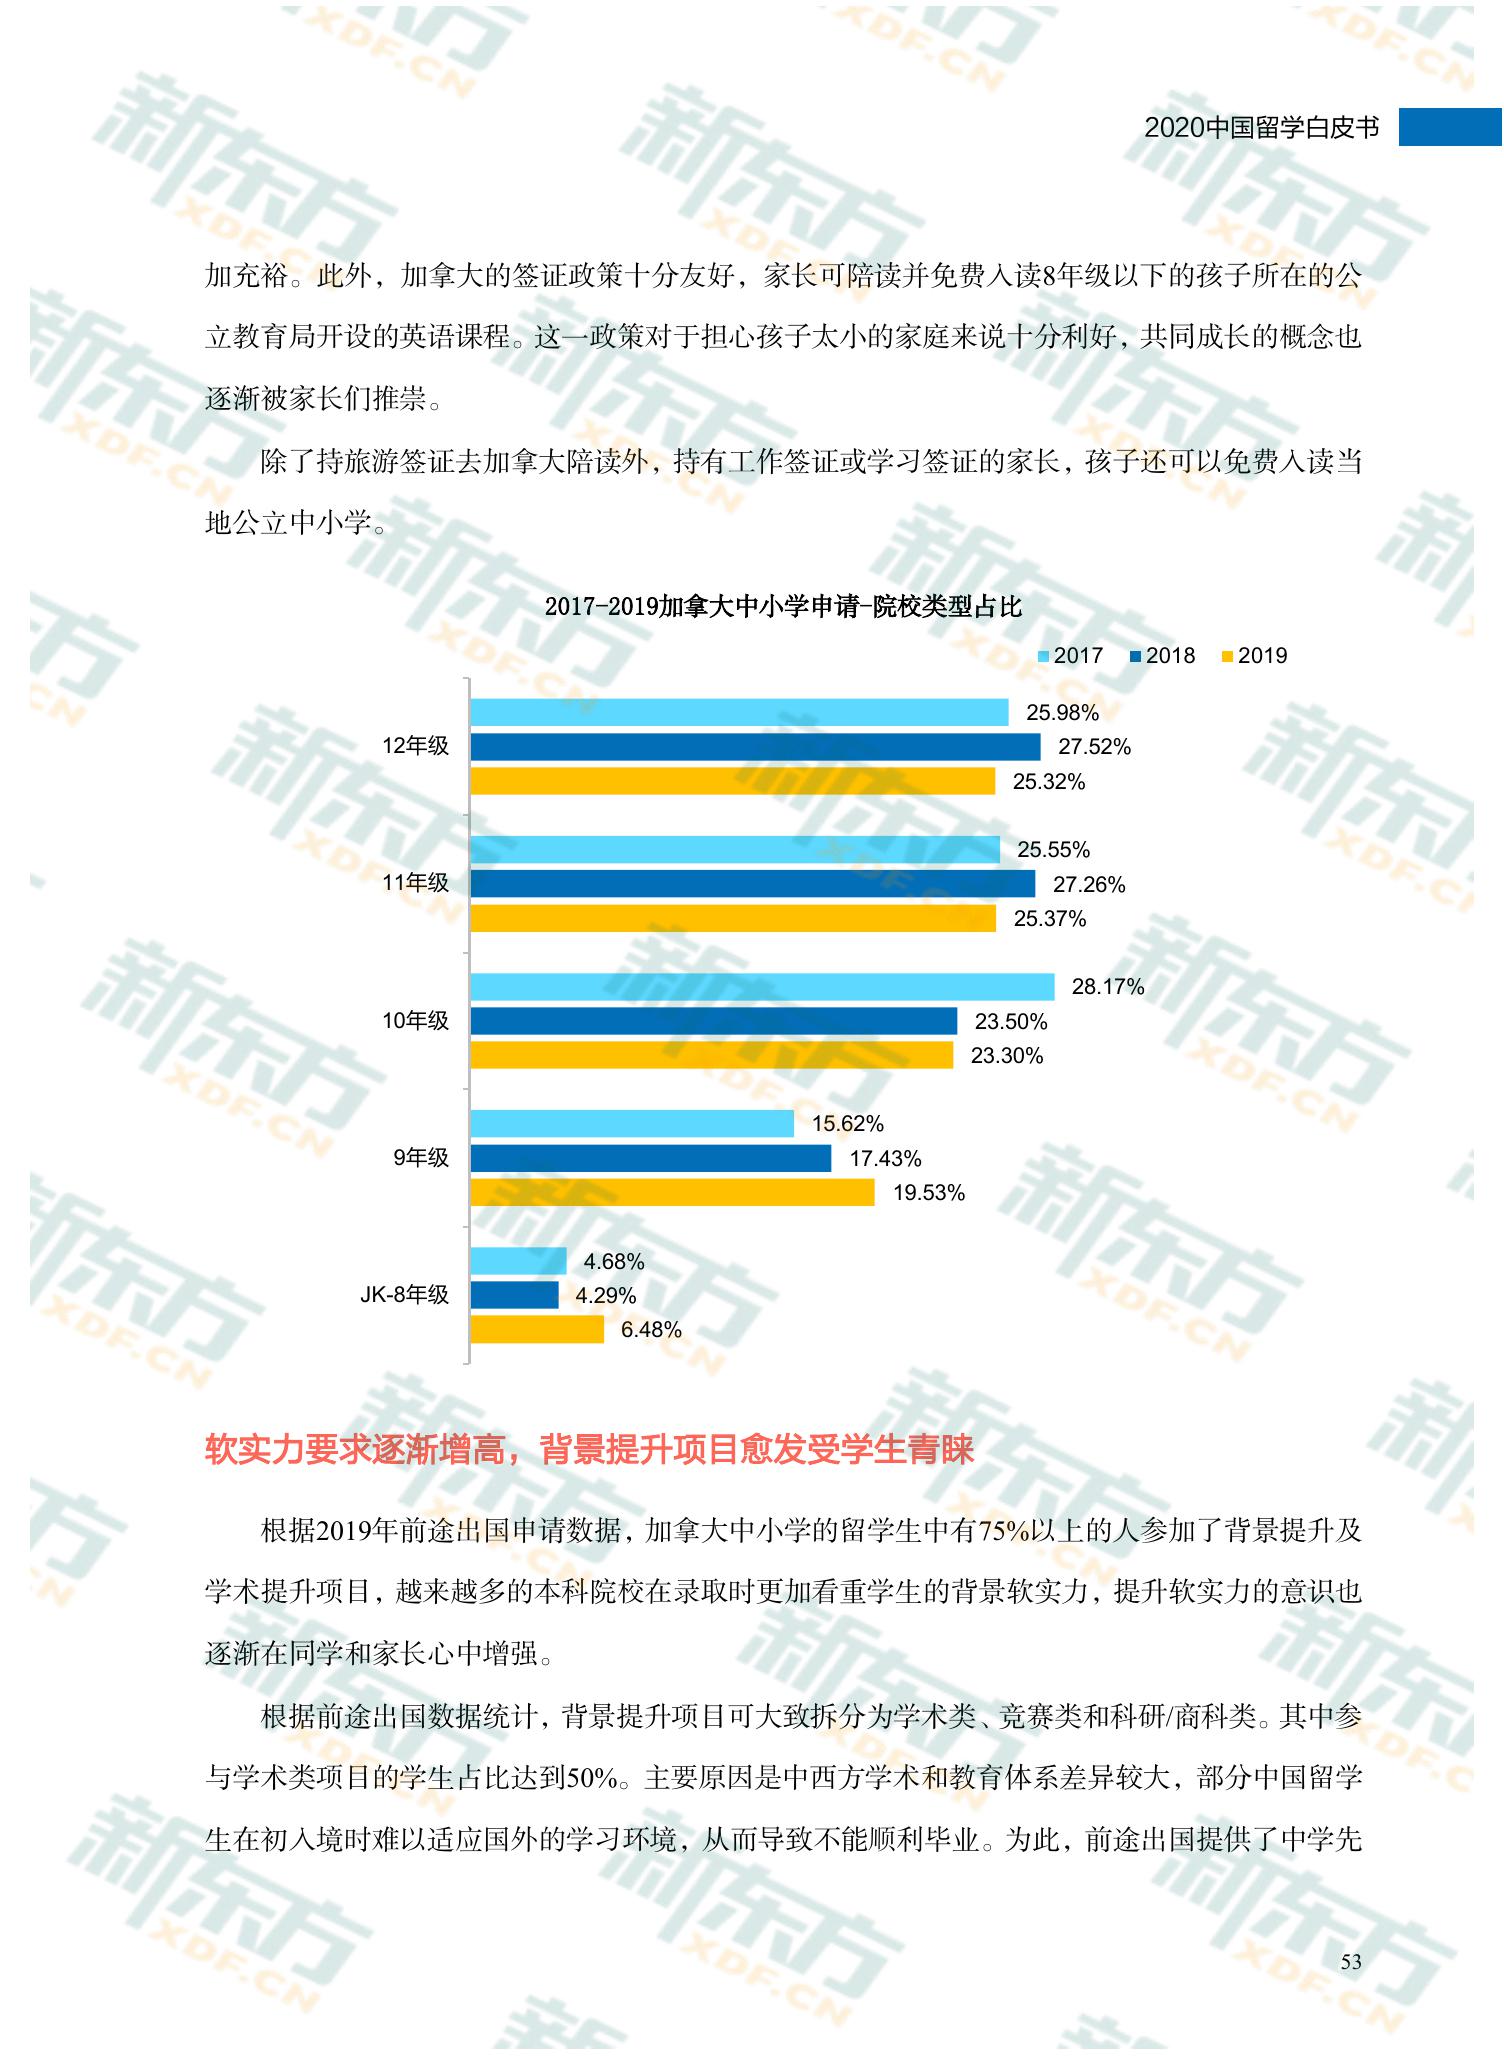 2020中国留学白皮书
加充裕。此外，加拿大的签证政策十分友好，家长可陪读并免费入读8年级以下的孩子所在的公
立教育局开设的英语课程。这一政策对于担心孩子太小的家庭来说十分利好，共同成长的概念也
逐渐被家长们推崇。
除了持旅游签证去加拿大陪读外，持有工作签证或学习签证的家长，孩子还可以免费入读当
地公立中小学。
2017-2019加拿大中小学申请-院校类型占比
2017 2018 2019
12年级
25.98%
27.52%
25.32%
11年级
25.55%
27.26%
25.37%
10年级
28.17%
23.50%
23.30%
9年级
15.62%
17.43%
19.53%
JK-8年级
4.68%
4.29%
6.48%
软实力要求逐渐增高，背景提升项目愈发受学生青睐
根据2019年前途出国申请数据，加拿大中小学的留学生中有75%以上的人参加了背景提升及
学术提升项目，越来越多的本科院校在录取时更加看重学生的背景软实力，提升软实力的意识也
逐渐在同学和家长心中增强。
根据前途出国数据统计，背景提升项目可大致拆分为学术类、竞赛类和科研/商科类。其中参
与学术类项目的学生占比达到50%。主要原因是中西方学术和教育体系差异较大，部分中国留学
生在初入境时难以适应国外的学习环境，从而导致不能顺利毕业。为此，前途出国提供了中学先
53
新东方
XDF.CN